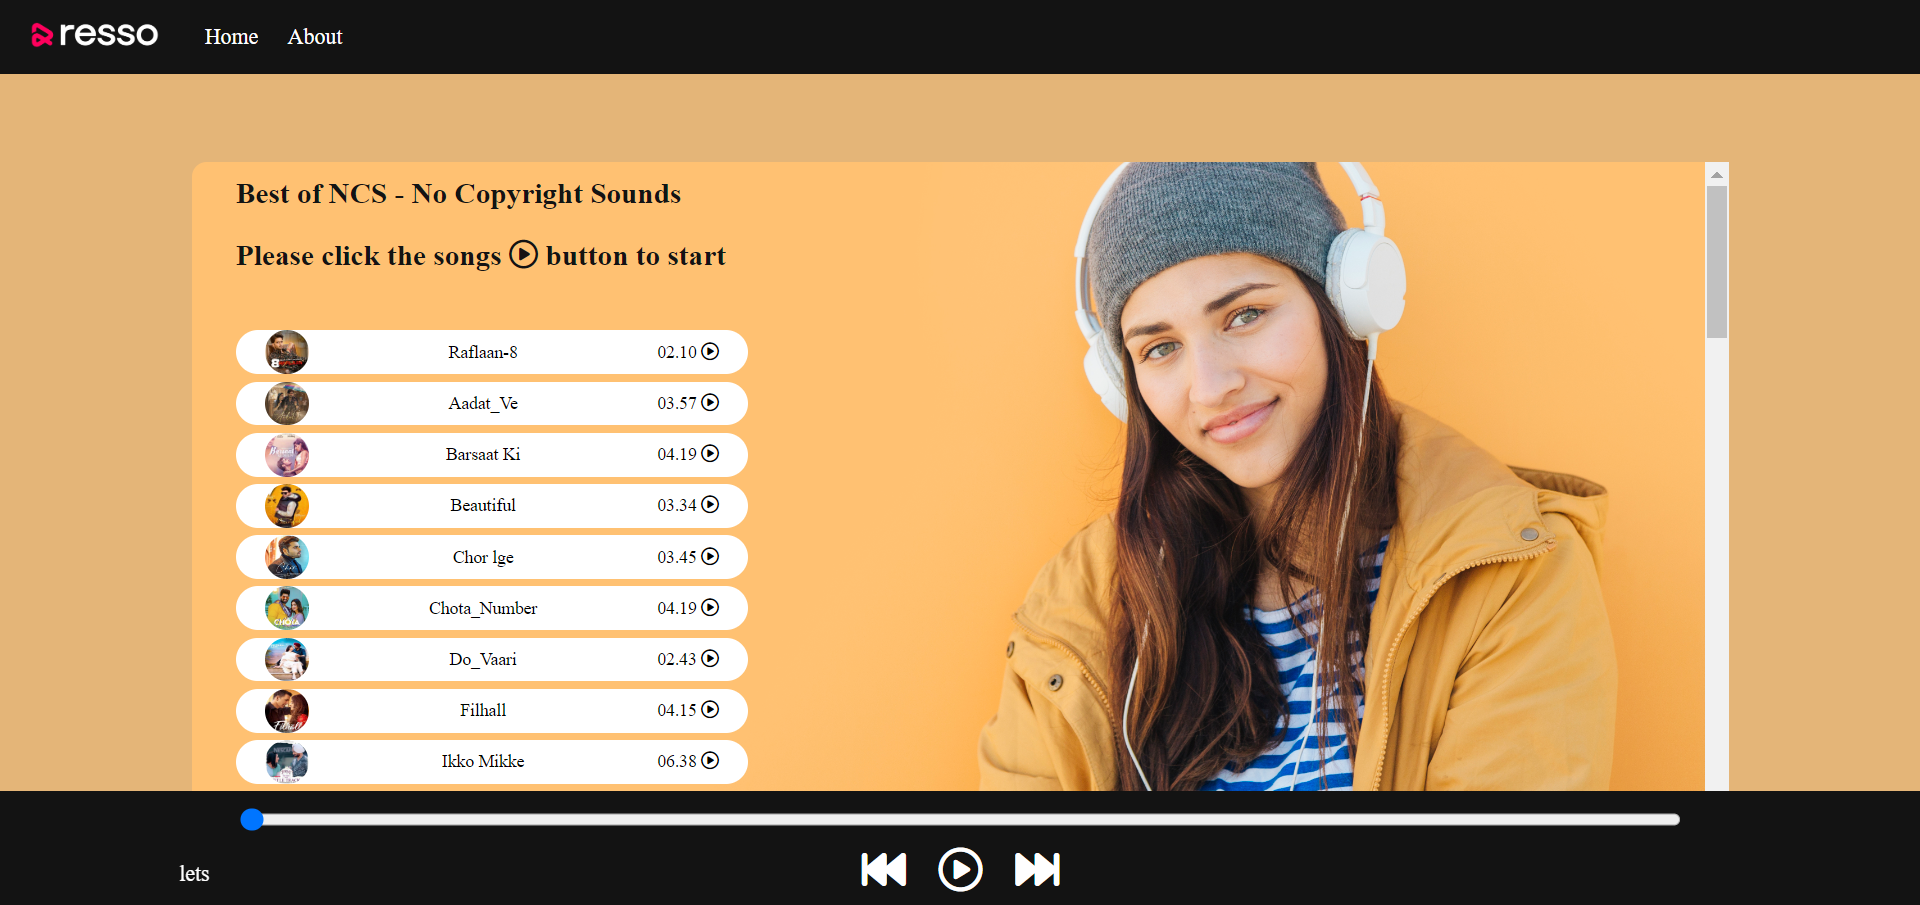 resso
Home
About
Best of NCS - No Copyright Sounds
Please click the songs button to start
Raflaan-8 02.10
Aadat_Ve 03.57
Barsaat Ki 04.19
Beautiful 03.34
Chor lge 03.45
Chota_Number 04.19
Do_Vaari 02.43
Filhall 04.15
Ikko Mikke 06.38
lets